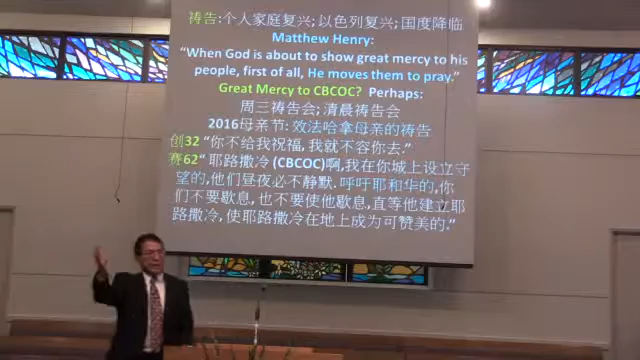 祷告:个人家庭复兴; 以色列复兴; 国度降临
Matthew Henry:
“When God is about to show great mercy to his
people, first of all, He moves them to pray.”
Great Mercy to CBCOC? Perhaps:
周三祷告会; 清晨祷告会
2016母亲节: 效法哈拿母亲的祷告
创32 “你不给我祝福, 我就不容你去.”
赛62“ 耶路撒冷 (CBCOC)啊,我在你城上设立守
望的,他们昼夜必不静默. 呼吁耶和华的,你
们不要歇息, 也不要使他歇息,直等他建立耶
路撒冷, 使耶路撒冷在地上成为可赞美的.”